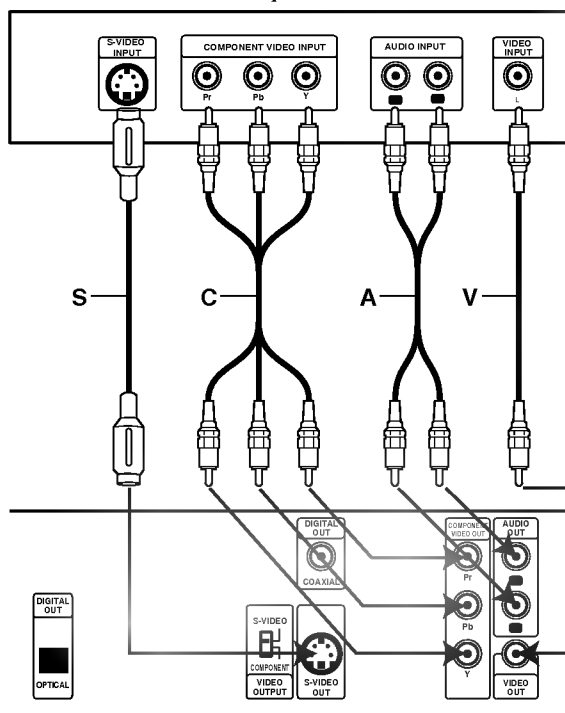 S-VIDEO
INPUT
COMPONENT VIDEO INPUT
Pr Pb Y
AUDIO INPUT
VIDEO
INPUT
L
S C A V
DIGITAL
OUT
COAXIAL
COMPONENT
VIDEO OUT
Pr
Pb
Y
AUDIO
OUT
DIGITAL
OUT
OPTICAL
S-VIDEO
COMPONENT
VIDEO
OUTPUT
S-VIDEO
OUT
VIDEO
OUT